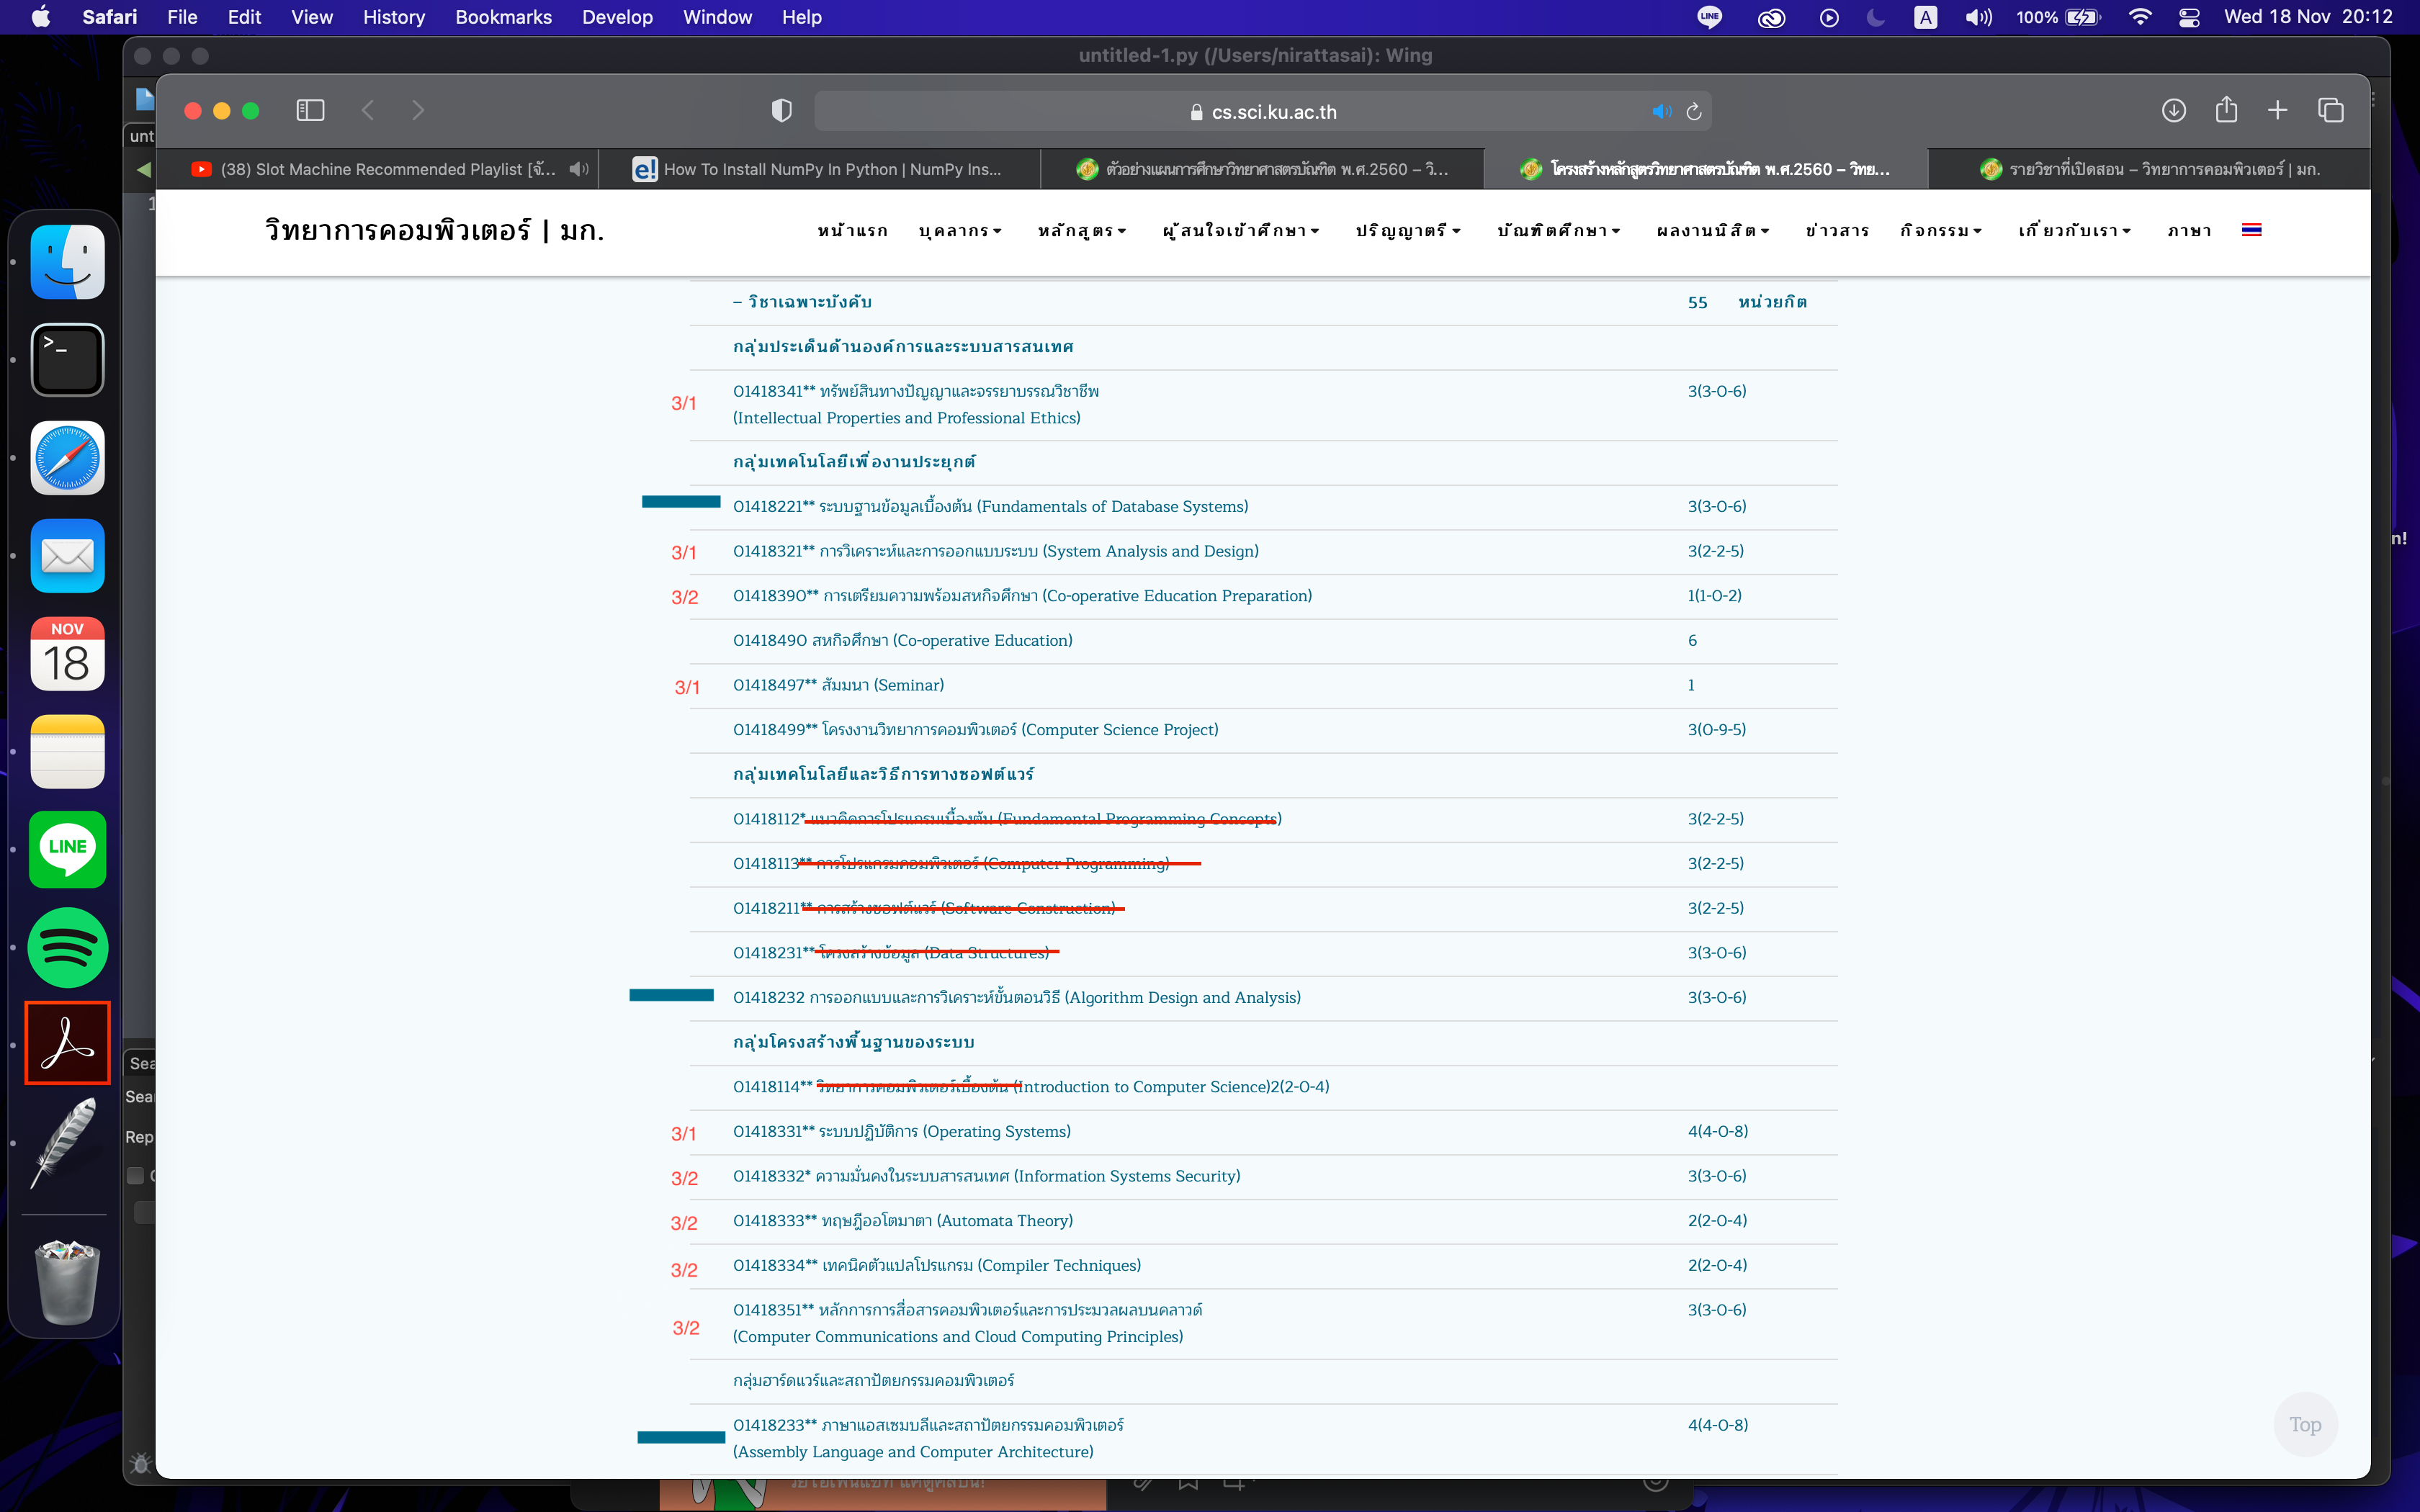 Safari File Edit View History Bookmarks Develop Window Help
LINE A 100% Wed 18 Nov 20:12
untitled-1.py (/Users/nirattasai): Wing
cs.sci.ku.ac.th
unt
(38) Slot Machine Recommended Playlist [จั...
e! How To Install NumPy In Python | NumPy Ins...
ตัวอย่างแผนการศึกษาวิทยาศาสตรบัณฑิต พ.ศ.2560 – วิ...
โครงสร้างหลักสูตรวิทยาศาสตรบัณฑิต พ.ศ.2560 – วิทย...
รายวิชาที่เปิดสอน – วิทยาการคอมพิวเตอร์ | มก.
1
วิทยาการคอมพิวเตอร์ | มก.
หน้าแรก บุคลากร หลักสูตร ผู้สนใจเข้าศึกษา ปริญญาตรี บัณฑิตศึกษา ผลงานนิสิต ข่าวสาร กิจกรรม เกี่ยวกับเรา ภาษา
– วิชาเฉพาะบังคับ 55 หน่วยกิต
กลุ่มประเด็นด้านองค์การและระบบสารสนเทศ
3/1 01418341** ทรัพย์สินทางปัญญาและจรรยาบรรณวิชาชีพ 3(3-0-6)
(Intellectual Properties and Professional Ethics)
กลุ่มเทคโนโลยีเพื่องานประยุกต์
01418221** ระบบฐานข้อมูลเบื้องต้น (Fundamentals of Database Systems) 3(3-0-6)
3/1 01418321** การวิเคราะห์และการออกแบบระบบ (System Analysis and Design) 3(2-2-5)
3/2 01418390** การเตรียมความพร้อมสหกิจศึกษา (Co-operative Education Preparation) 1(1-0-2)
01418490 สหกิจศึกษา (Co-operative Education) 6
3/1 01418497** สัมมนา (Seminar) 1
01418499** โครงงานวิทยาการคอมพิวเตอร์ (Computer Science Project) 3(0-9-5)
กลุ่มเทคโนโลยีและวิธีการทางซอฟต์แวร์
01418112* แนวคิดการโปรแกรมเบื้องต้น (Fundamental Programming Concepts) 3(2-2-5)
01418113** การโปรแกรมคอมพิวเตอร์ (Computer Programming) 3(2-2-5)
01418211** การสร้างซอฟต์แวร์ (Software Construction) 3(2-2-5)
01418231** โครงสร้างข้อมูล (Data Structures) 3(3-0-6)
01418232 การออกแบบและการวิเคราะห์ขั้นตอนวิธี (Algorithm Design and Analysis) 3(3-0-6)
กลุ่มโครงสร้างพื้นฐานของระบบ
01418114** วิทยาการคอมพิวเตอร์เบื้องต้น (Introduction to Computer Science)2(2-0-4)
3/1 01418331** ระบบปฏิบัติการ (Operating Systems) 4(4-0-8)
3/2 01418332* ความมั่นคงในระบบสารสนเทศ (Information Systems Security) 3(3-0-6)
3/2 01418333** ทฤษฎีออโตมาตา (Automata Theory) 2(2-0-4)
3/2 01418334** เทคนิคตัวแปลโปรแกรม (Compiler Techniques) 2(2-0-4)
3/2 01418351** หลักการการสื่อสารคอมพิวเตอร์และการประมวลผลบนคลาวด์ 3(3-0-6)
(Computer Communications and Cloud Computing Principles)
กลุ่มฮาร์ดแวร์และสถาปัตยกรรมคอมพิวเตอร์
01418233** ภาษาแอสเซมบลีและสถาปัตยกรรมคอมพิวเตอร์ 4(4-0-8)
(Assembly Language and Computer Architecture)
Top
NOV
18
LINE
Sea
Sea
Rep
n!